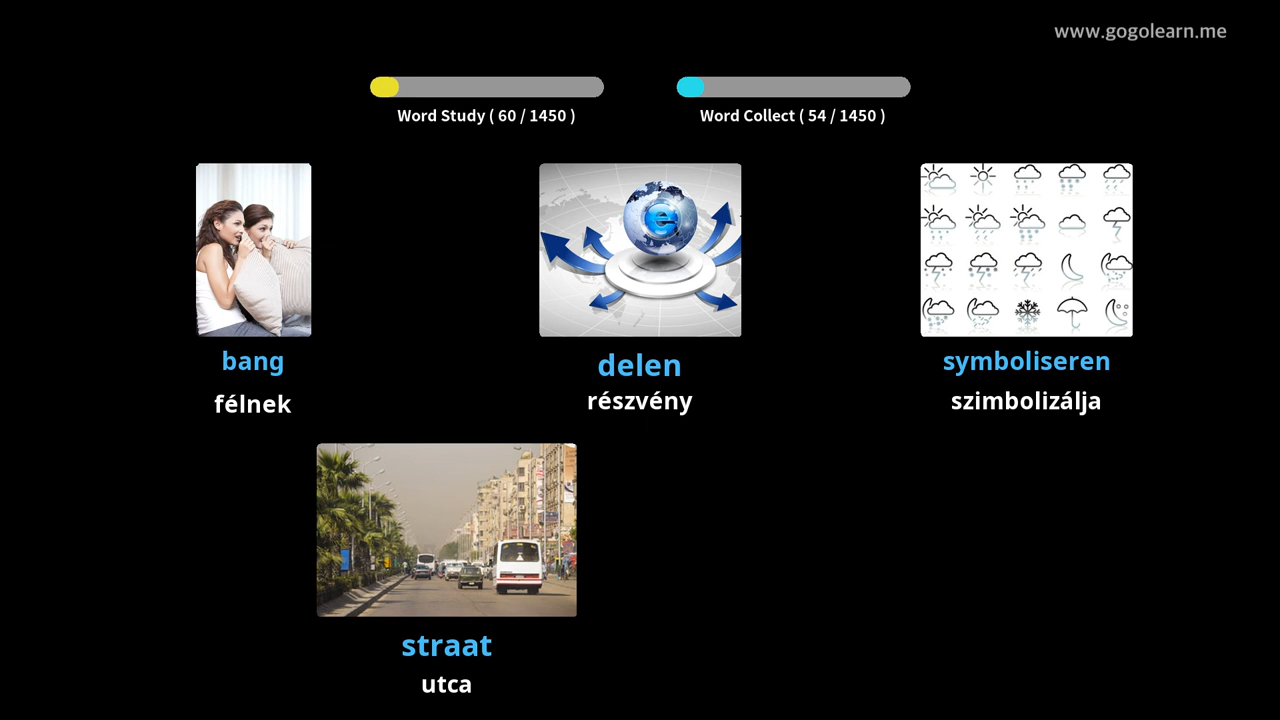 www.gogolearn.me
Word Study ( 60 / 1450 )
Word Collect ( 54 / 1450 )
bang
félnek
e
delen
részvény
symboliseren
szimbolizálja
straat
utca